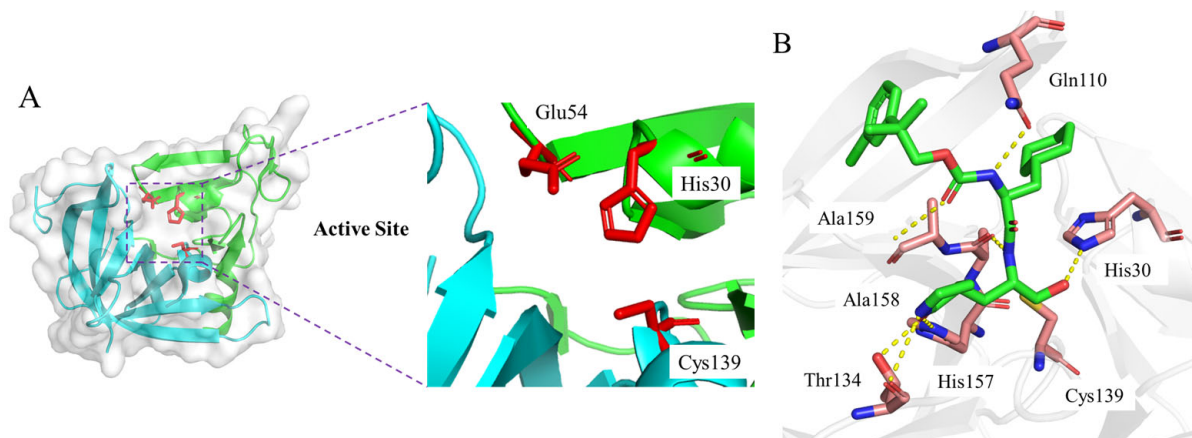 A
Active Site
Glu54
His30
Cys139
B
Gln110
Ala159
His30
Ala158
Thr134
His157
Cys139